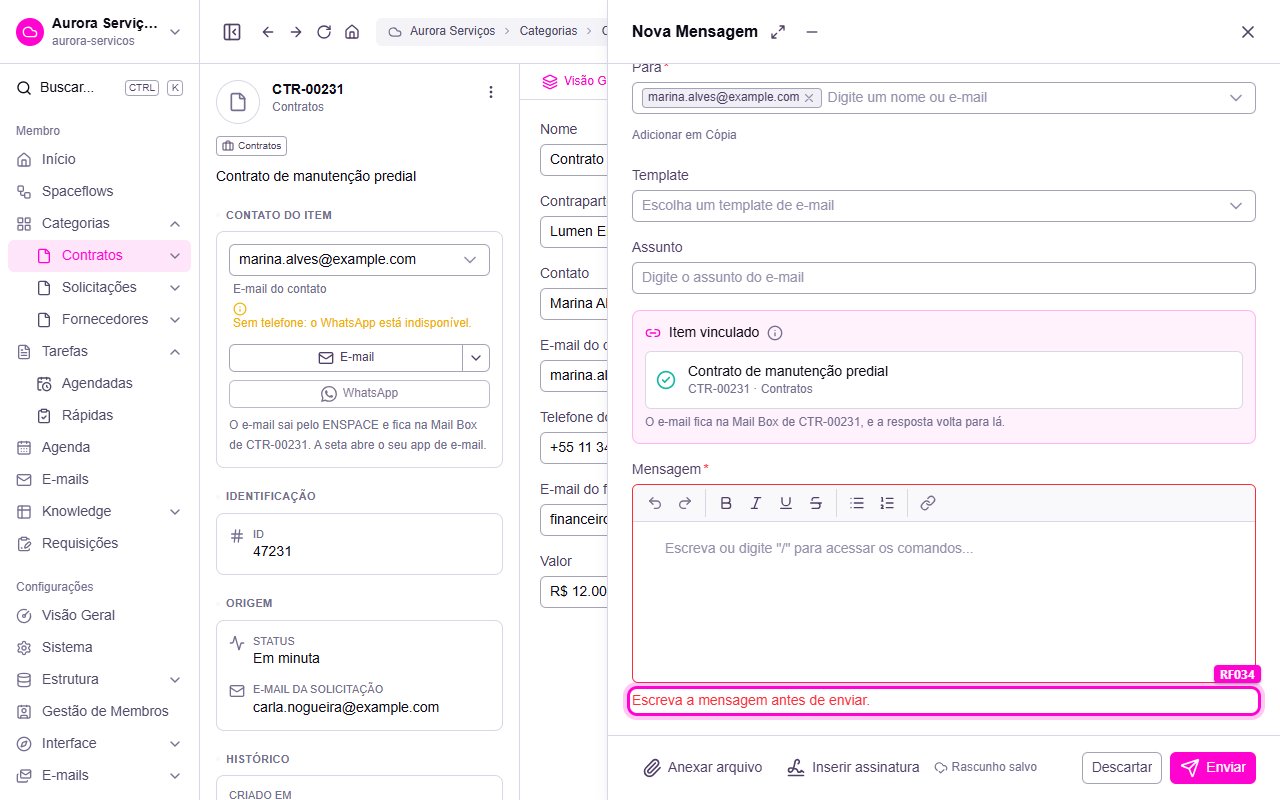 Aurora Serviç...
aurora-servicos
Buscar...
CTRL K
Membro
Início
Spaceflows
Categorias
Contratos
Solicitações
Fornecedores
Tarefas
Agendadas
Rápidas
Agenda
E-mails
Knowledge
Requisições
Configurações
Visão Geral
Sistema
Estrutura
Gestão de Membros
Interface
E-mails
Aurora Serviços > Categorias > C
CTR-00231
Contratos
Contratos
Contrato de manutenção predial
CONTATO DO ITEM
marina.alves@example.com
E-mail do contato
Sem telefone: o WhatsApp está indisponível.
E-mail
WhatsApp
O e-mail sai pelo ENSPACE e fica na Mail Box
de CTR-00231. A seta abre o seu app de e-mail.
IDENTIFICAÇÃO
ID
47231
ORIGEM
STATUS
Em minuta
E-MAIL DA SOLICITAÇÃO
carla.nogueira@example.com
HISTÓRICO
CRIADO EM
Visão G
Nome
Contrato
Contrapart
Lumen E
Contato
Marina Al
E-mail do c
marina.al
Telefone do
+55 11 34
E-mail do f
financeiro
Valor
R$ 12.00
Nova Mensagem
Para*
marina.alves@example.com Digite um nome ou e-mail
Adicionar em Cópia
Template
Escolha um template de e-mail
Assunto
Digite o assunto do e-mail
Item vinculado
Contrato de manutenção predial
CTR-00231 · Contratos
O e-mail fica na Mail Box de CTR-00231, e a resposta volta para lá.
Mensagem*
Escreva ou digite "/" para acessar os comandos...
RF034
Escreva a mensagem antes de enviar.
Anexar arquivo Inserir assinatura Rascunho salvo Descartar Enviar